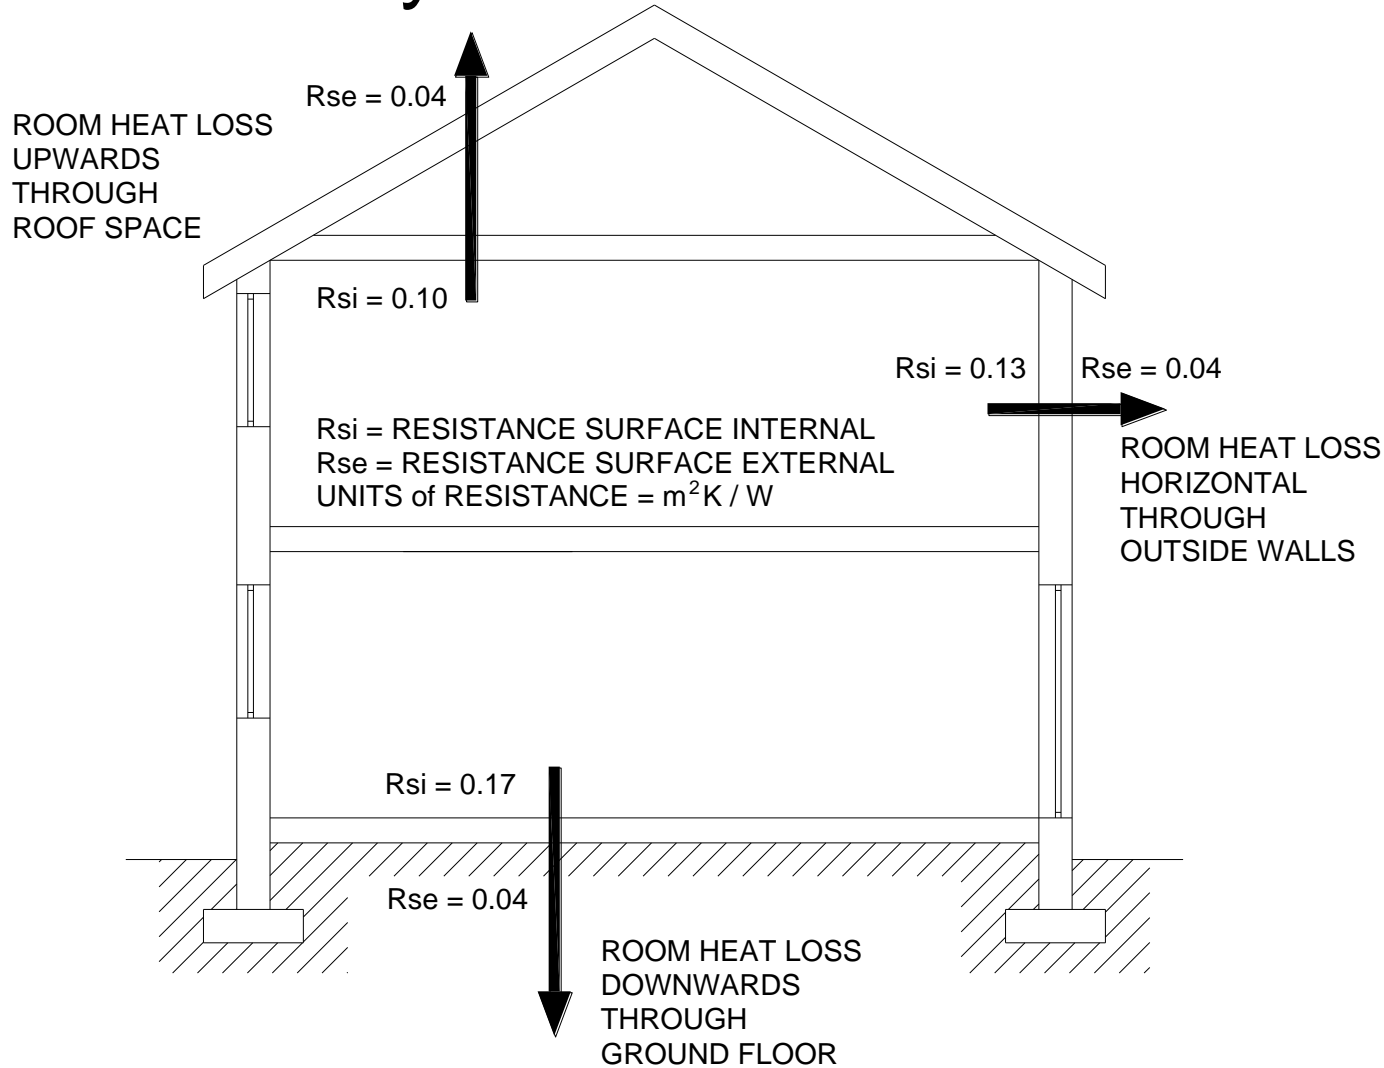 Rse = 0.04
ROOM HEAT LOSS
UPWARDS
THROUGH
ROOF SPACE
Rsi = 0.10
Rsi = 0.13
Rse = 0.04
Rsi = RESISTANCE SURFACE INTERNAL
Rse = RESISTANCE SURFACE EXTERNAL
UNITS of RESISTANCE = m²K / W
ROOM HEAT LOSS
HORIZONTAL
THROUGH
OUTSIDE WALLS
Rsi = 0.17
Rse = 0.04
ROOM HEAT LOSS
DOWNWARDS
THROUGH
GROUND FLOOR